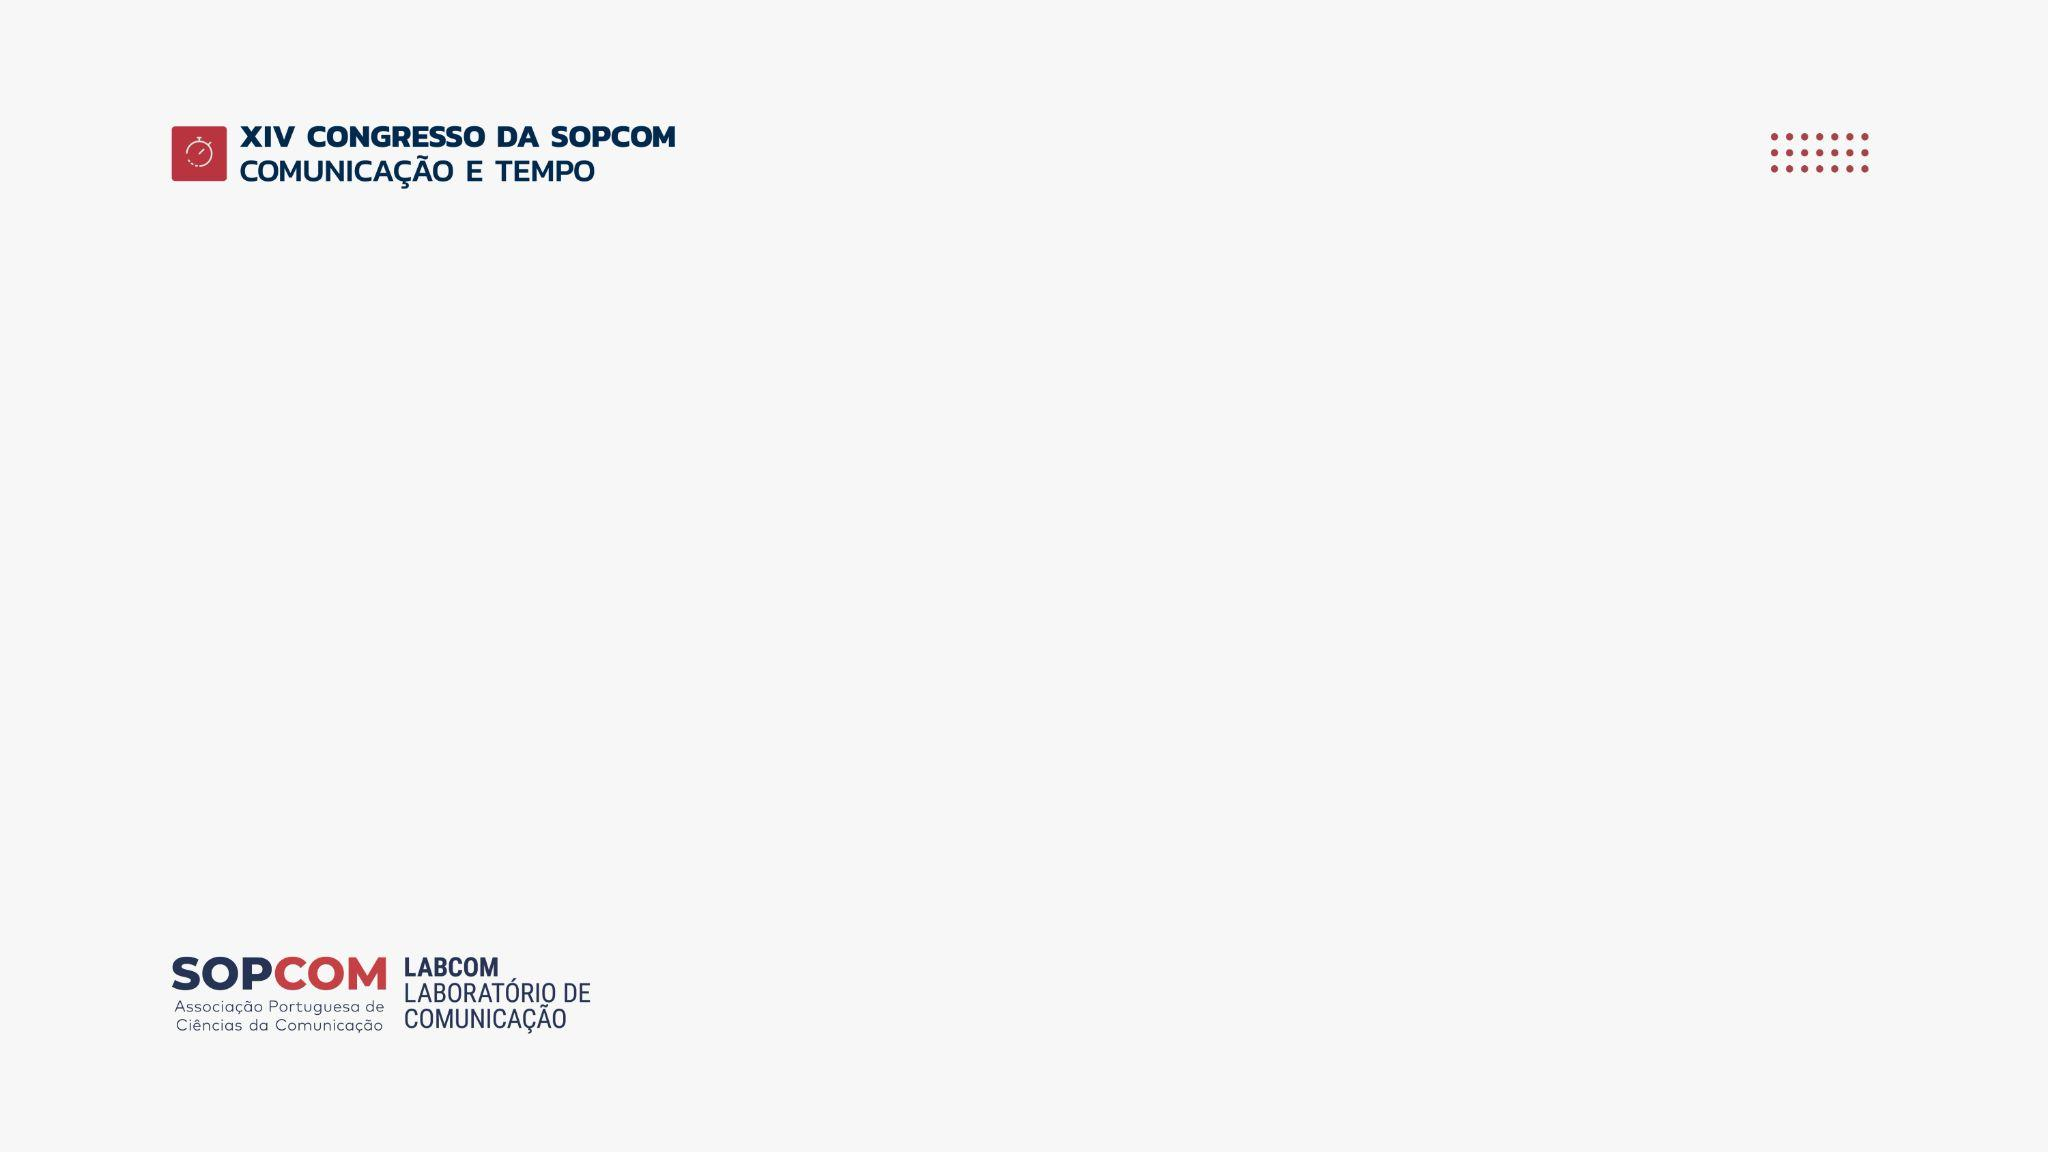 XIV CONGRESSO DA SOPCOM
COMUNICAÇÃO E TEMPO
SOPCOM
Associação Portuguesa de
Ciências da Comunicação
LABCOM
LABORATÓRIO DE
COMUNICAÇÃO